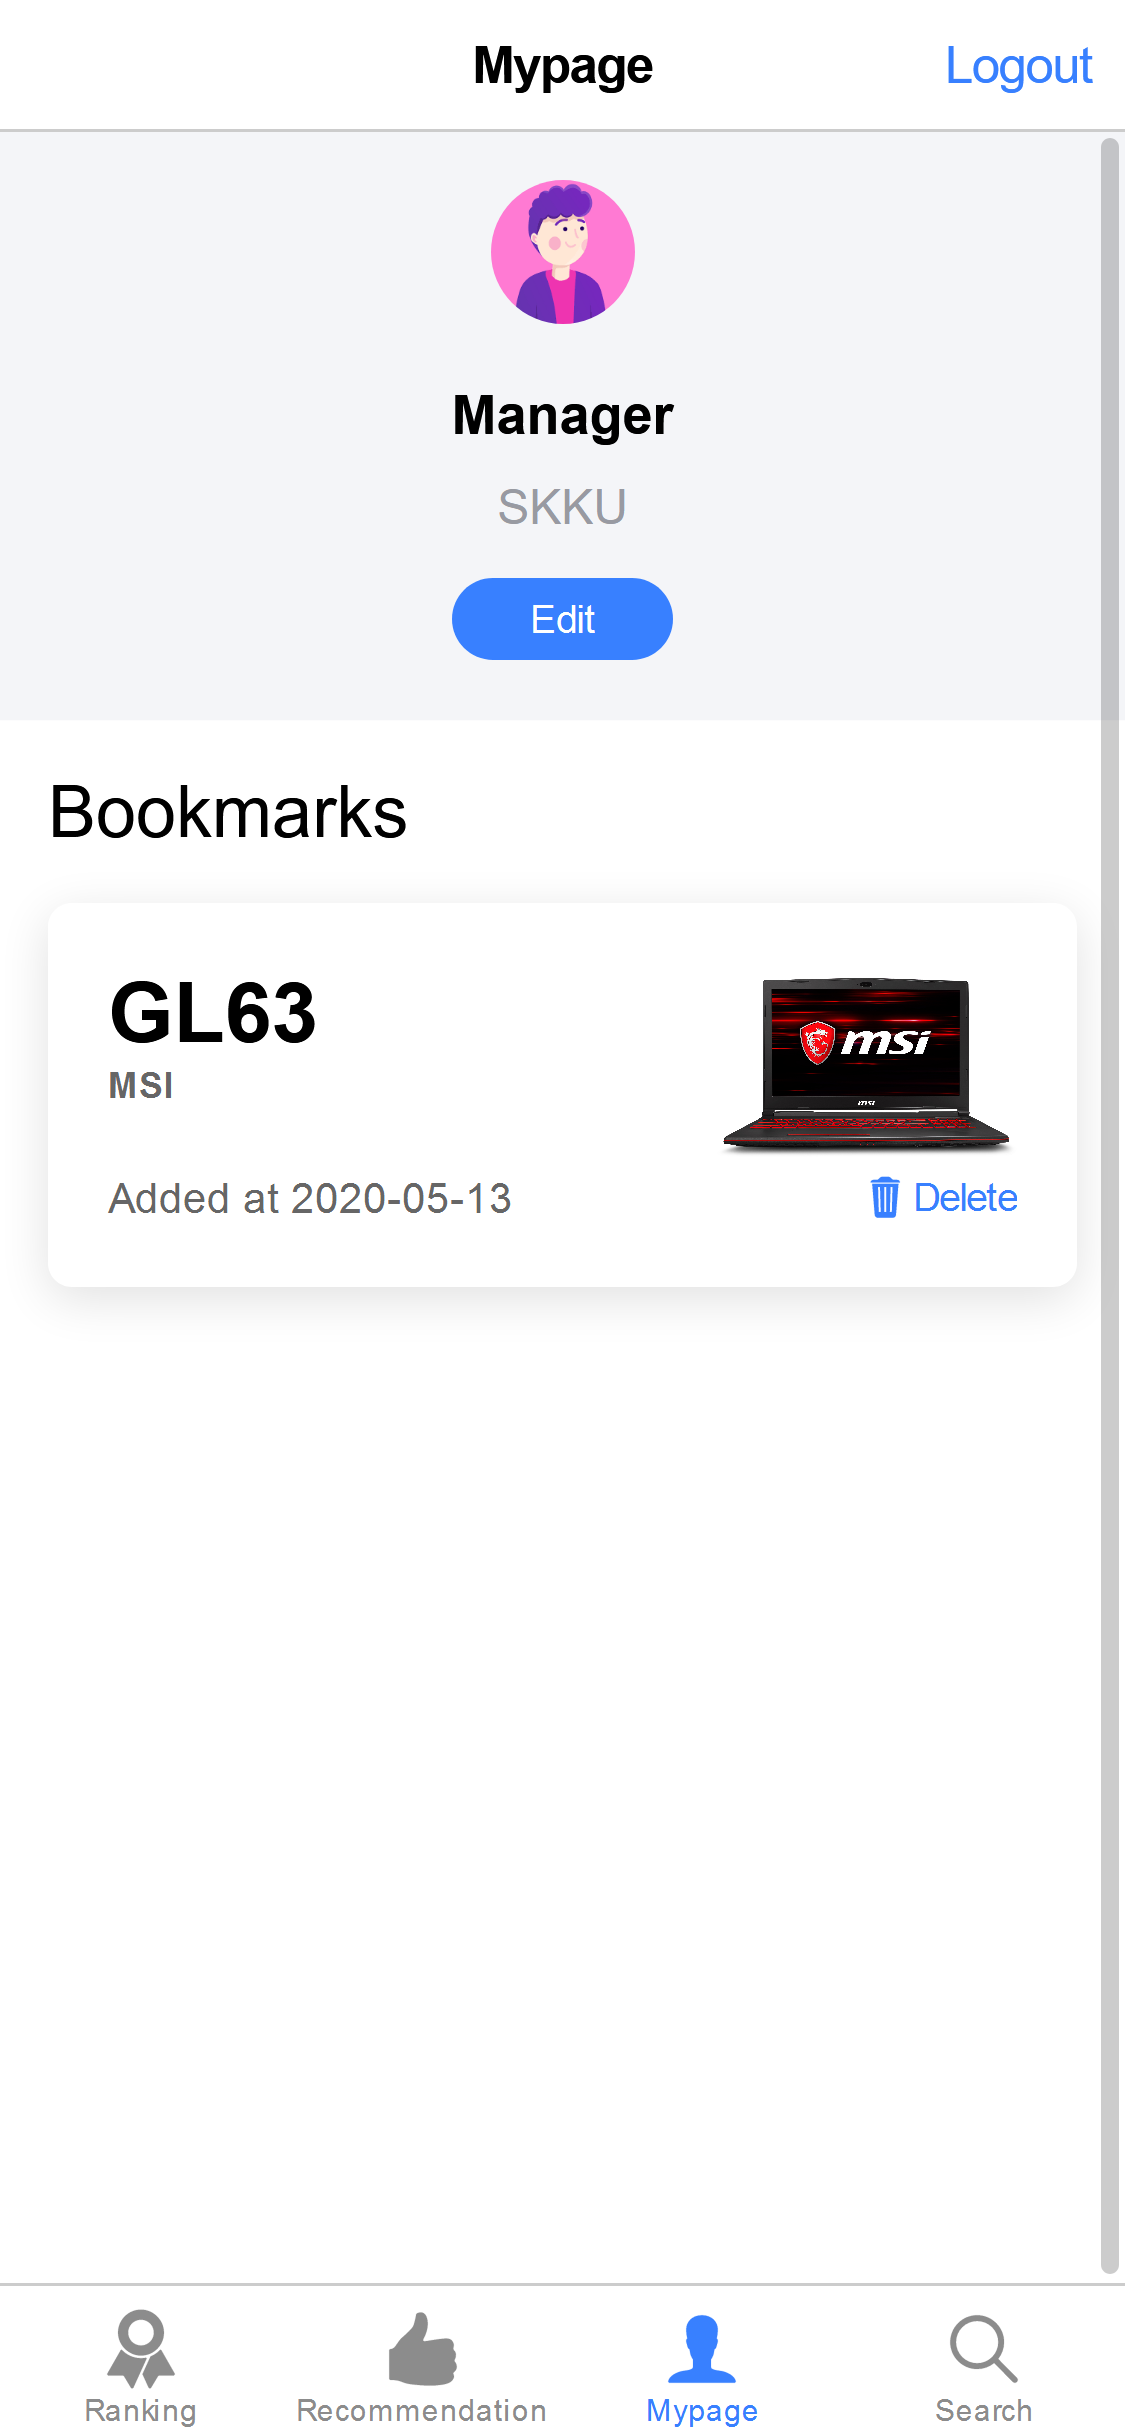 Mypage
Logout
Manager
SKKU
Edit
Bookmarks
GL63
MSI
msi
msi
Added at 2020-05-13
Delete
Ranking
Recommendation
Mypage
Search